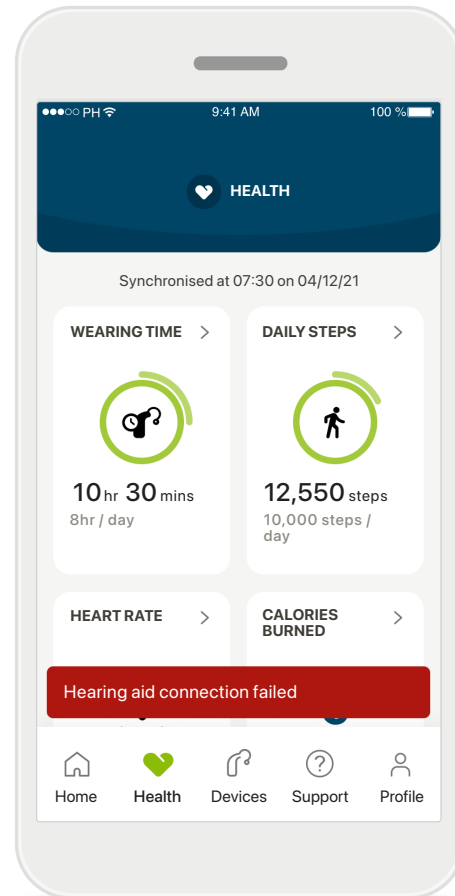 PH 9:41 AM 100 %
HEALTH
Synchronised at 07:30 on 04/12/21
WEARING TIME
10 hr 30 mins
8hr / day
DAILY STEPS
12,550 steps
10,000 steps /
day
HEART RATE
CALORIES
BURNED
Hearing aid connection failed
Home Health Devices Support Profile